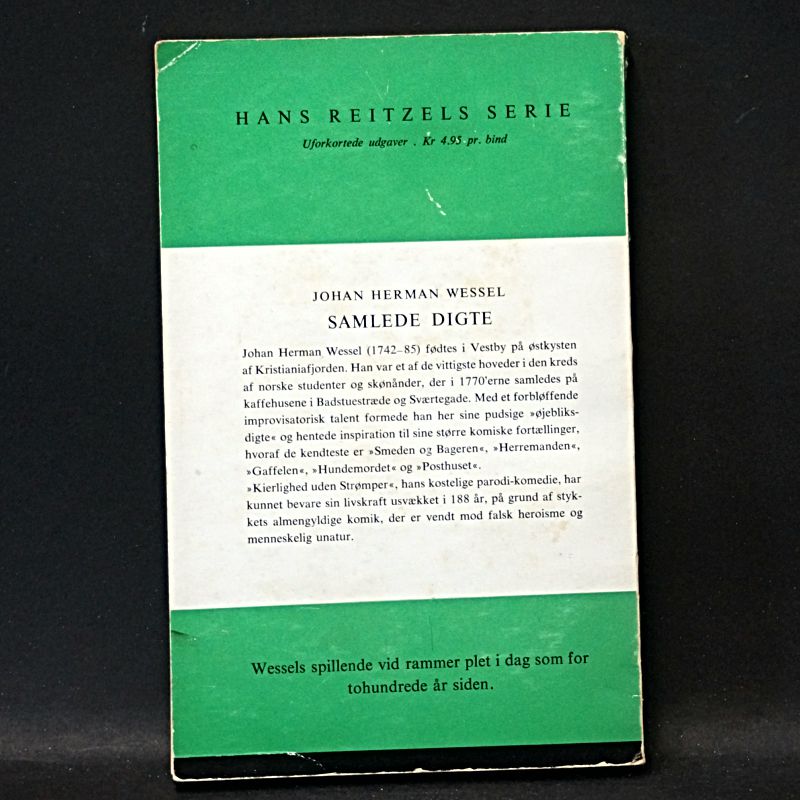 HANS REITZELS SERIE
Uforkortede udgaver . Kr 4.95 pr. bind
JOHAN HERMAN WESSEL
SAMLEDE DIGTE
Johan Herman Wessel (1742–85) fødtes i Vestby på østkysten
af Kristianiafjorden. Han var et af de vittigste hoveder i den kreds
af norske studenter og skønånder, der i 1770'erne samledes på
kaffehusene i Badstuestræde og Sværtegade. Med et forbløffende
improvisatorisk talent formede han her sine pudsige »øjebliks-
digte« og hentede inspiration til sine større komiske fortællinger,
hvoraf de kendteste er »Smeden og Bageren«, »Herremanden«,
»Gaffelen«, »Hundemordet« og »Posthuset«.
»Kierlighed uden Strømper«, hans kostelige parodi-komedie, har
kunnet bevare sin livskraft usvækket i 188 år, på grund af styk-
kets almengyldige komik, der er vendt mod falsk heroisme og
menneskelig unatur.
Wessels spillende vid rammer plet i dag som for
tohundrede år siden.